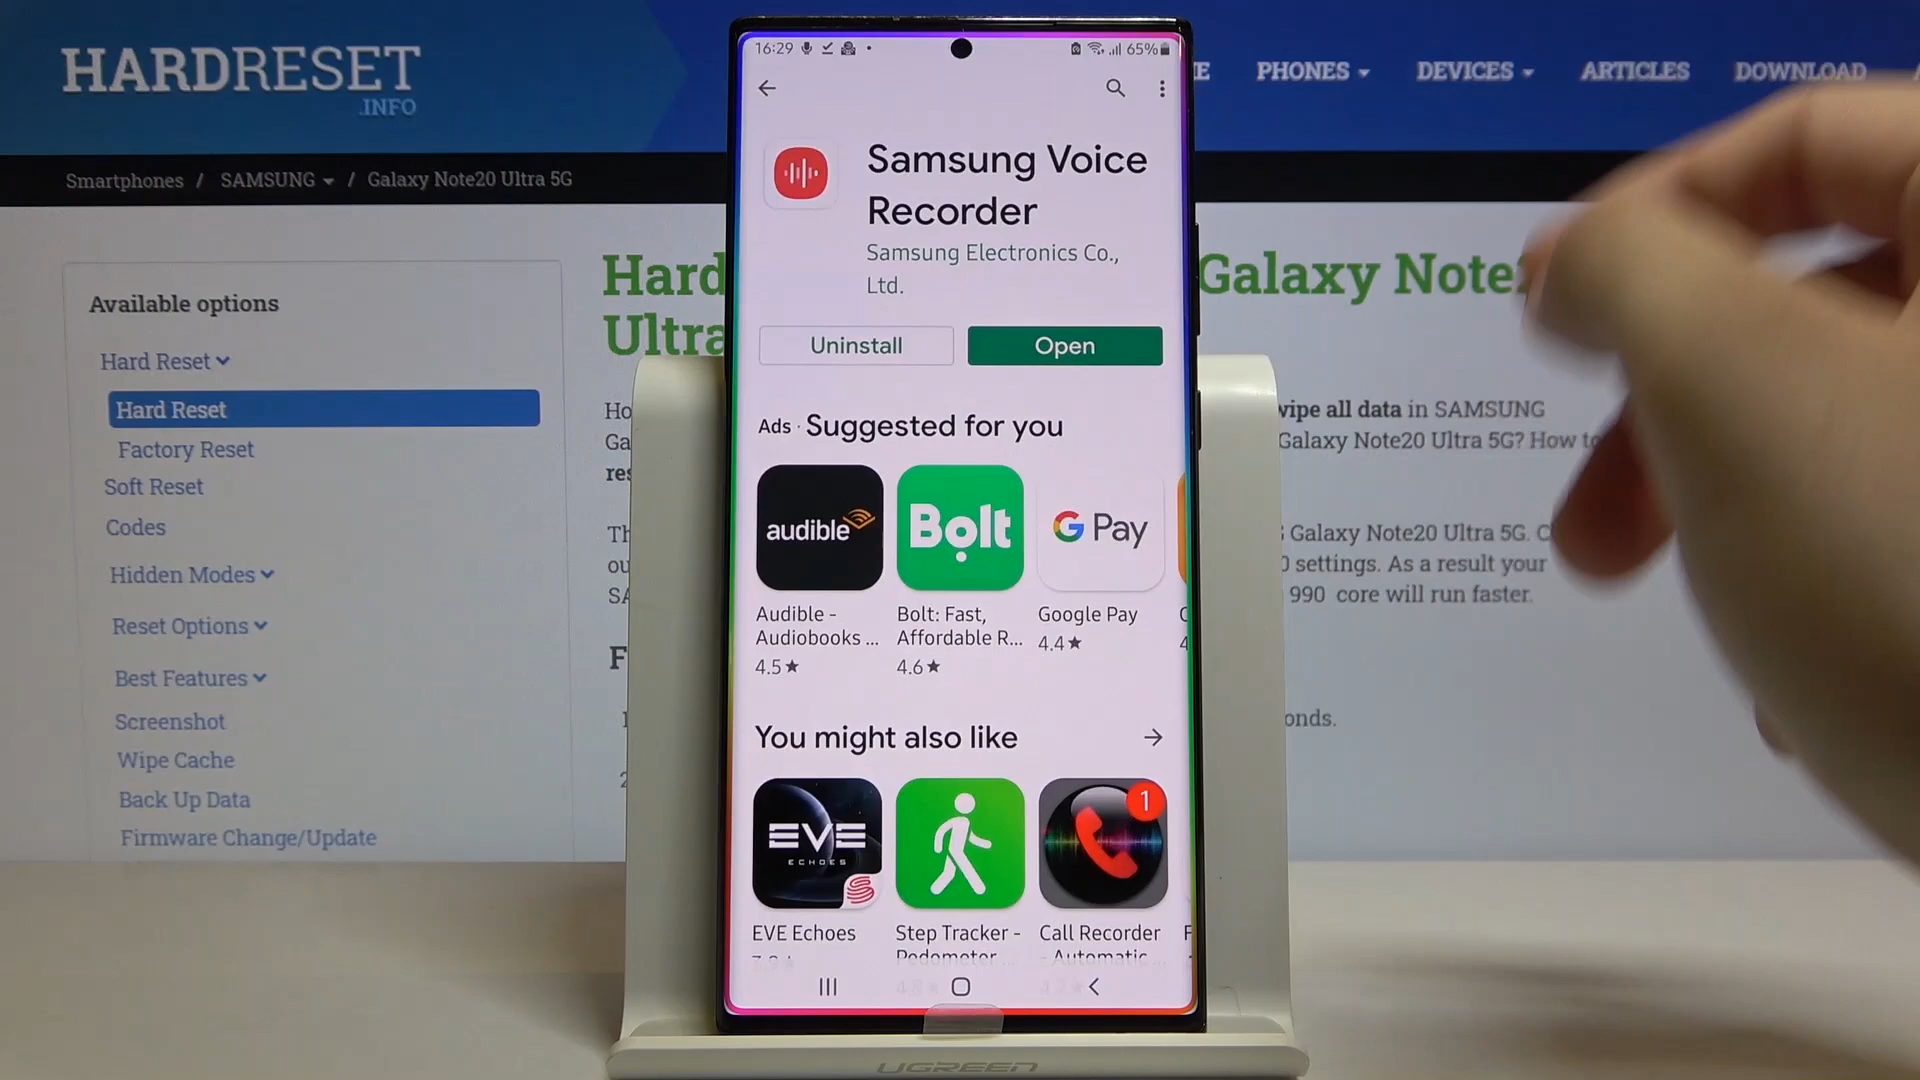 HARDRESET
.INFO
PHONES
DEVICES
ARTICLES
DOWNLOAD
Smartphones / SAMSUNG / Galaxy Note20 Ultra 5G
Available options
Hard Reset
Hard Reset
Factory Reset
Soft Reset
Codes
Hidden Modes
Reset Options
Best Features
Screenshot
Wipe Cache
Back Up Data
Firmware Change/Update
Hard
Galaxy Note20
Ultra
wipe all data in SAMSUNG
Galaxy Note20 Ultra 5G? How to
Galaxy Note20 Ultra 5G.
settings. As a result your
990 core will run faster.
16:29
65%
Samsung Voice
Recorder
Samsung Electronics Co.,
Ltd.
Uninstall
Open
Ads · Suggested for you
audible
Bolt
G Pay
Audible -
Audiobooks ...
4.5★
Bolt: Fast,
Affordable R...
4.6★
Google Pay
4.4★
You might also like
EVE
ECHOES
1
EVE Echoes
Step Tracker -
Pedometer ...
Call Recorder
- Automatic ...
UGREEN